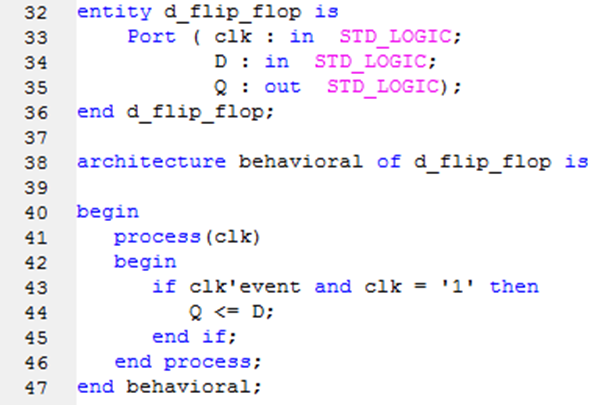 32 entity d_flip_flop is
33     Port ( clk : in  STD_LOGIC;
34            D : in  STD_LOGIC;
35            Q : out  STD_LOGIC);
36 end d_flip_flop;
37
38 architecture behavioral of d_flip_flop is
39
40 begin
41    process(clk)
42    begin
43       if clk'event and clk = '1' then
44          Q <= D;
45       end if;
46    end process;
47 end behavioral;